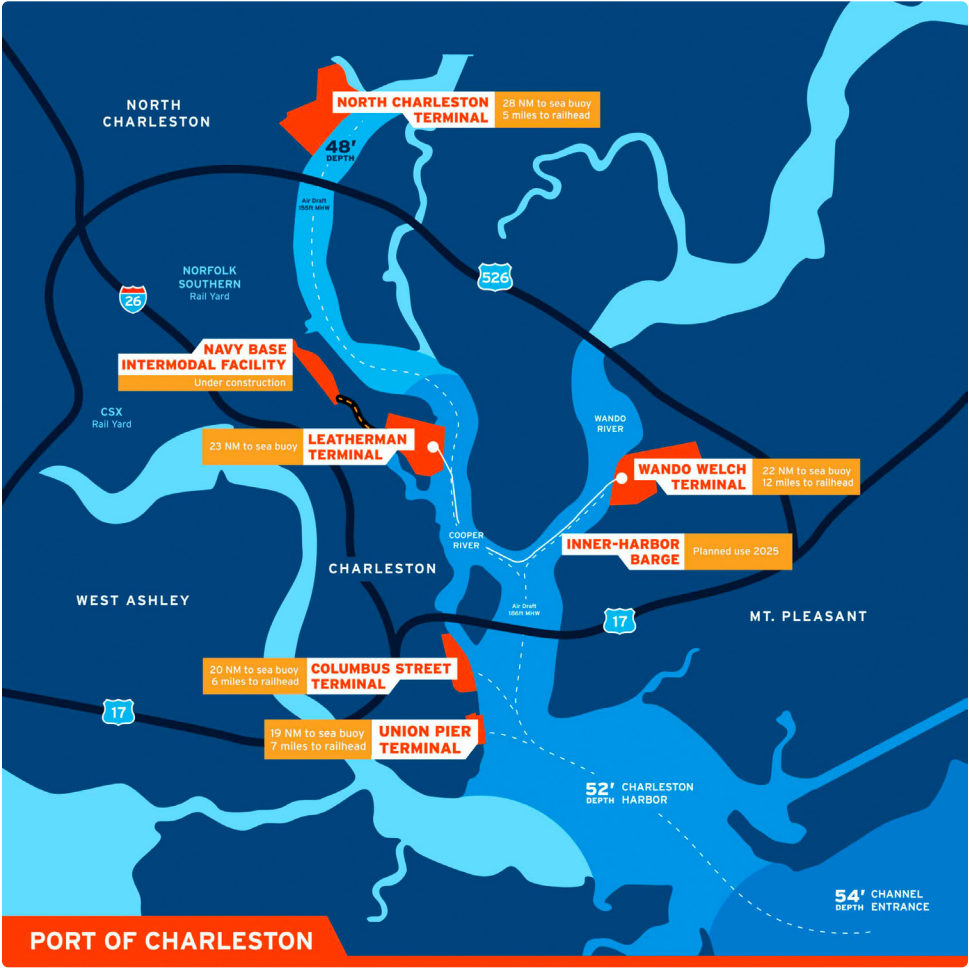 NORTH
CHARLESTON
NORTH CHARLESTON
TERMINAL
28 NM to sea buoy
5 miles to railhead
48'
DEPTH
Air Draft
155ft MHW
NORFOLK
SOUTHERN
Rail Yard
526
26
NAVY BASE
INTERMODAL FACILITY
Under construction
CSX
Rail Yard
23 NM to sea buoy
LEATHERMAN
TERMINAL
WANDO
RIVER
WANDO WELCH
TERMINAL
22 NM to sea buoy
12 miles to railhead
COOPER
RIVER
INNER-HARBOR
BARGE
Planned use 2025
CHARLESTON
WEST ASHLEY
Air Draft
186ft MHW
17
MT. PLEASANT
20 NM to sea buoy
6 miles to railhead
COLUMBUS STREET
TERMINAL
17
19 NM to sea buoy
7 miles to railhead
UNION PIER
TERMINAL
52'
DEPTH
CHARLESTON
HARBOR
54'
DEPTH
CHANNEL
ENTRANCE
PORT OF CHARLESTON